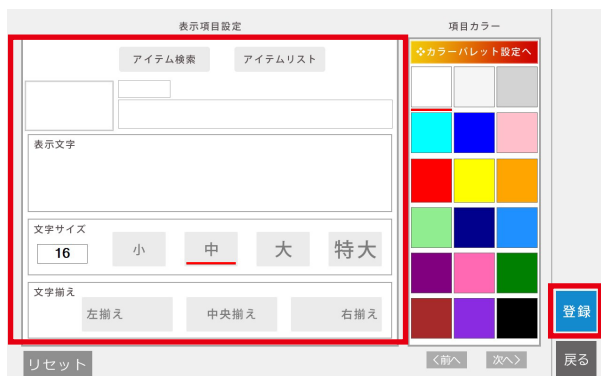 表示項目設定
項目カラー
アイテム検索 アイテムリスト
カラーパレット設定へ
表示文字
文字サイズ
16 小 中 大 特大
文字揃え
左揃え 中央揃え 右揃え
登録
リセット
<前へ 次へ> 戻る